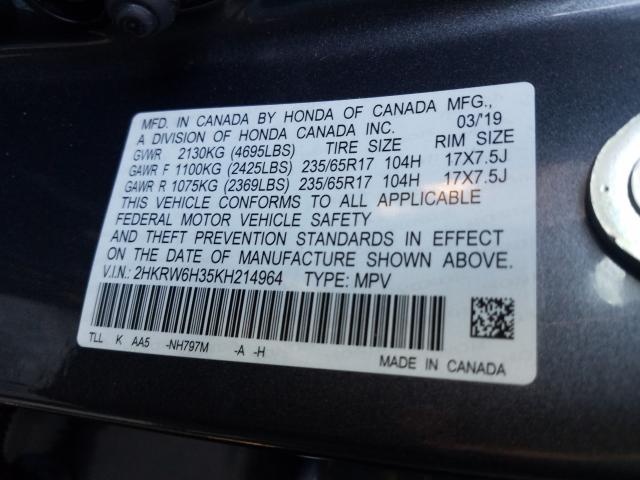 MFD. IN CANADA BY HONDA OF CANADA MFG.,
A DIVISION OF HONDA CANADA INC. 03/'19
GVWR 2130KG (4695LBS) TIRE SIZE RIM SIZE
GAWR F 1100KG (2425LBS) 235/65R17 104H 17X7.5J
GAWR R 1075KG (2369LBS) 235/65R17 104H 17X7.5J
THIS VEHICLE CONFORMS TO ALL APPLICABLE
FEDERAL MOTOR VEHICLE SAFETY
AND THEFT PREVENTION STANDARDS IN EFFECT
ON THE DATE OF MANUFACTURE SHOWN ABOVE.
V.I.N.: 2HKRW6H35KH214964 TYPE: MPV
TLL K AA5 -NH797M -A -H
MADE IN CANADA